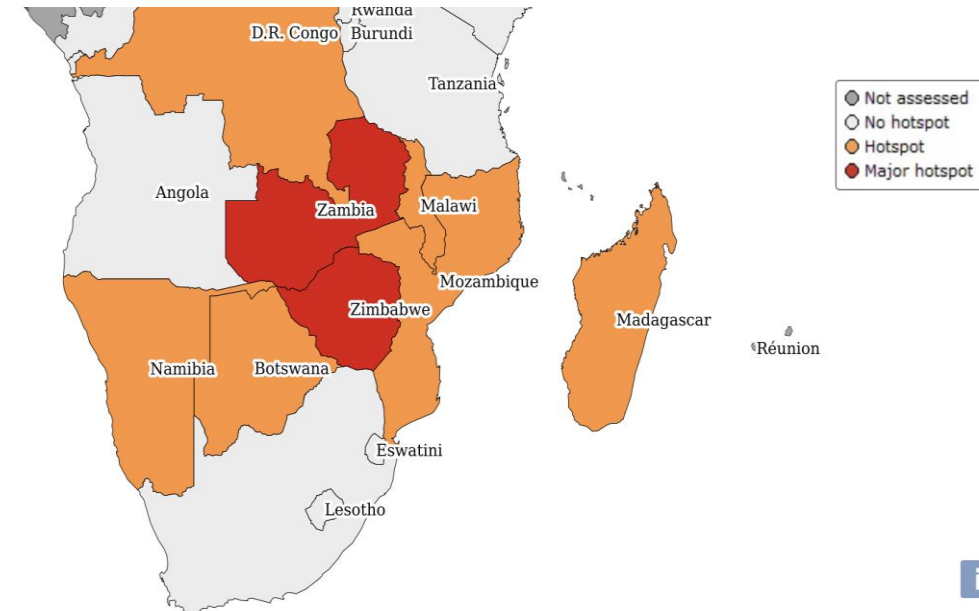 Rwanda
D.R. Congo
Burundi
Tanzania
Not assessed
No hotspot
Hotspot
Major hotspot
Angola
Zambia
Malawi
Mozambique
Zimbabwe
Madagascar
Réunion
Namibia
Botswana
Eswatini
Lesotho
i